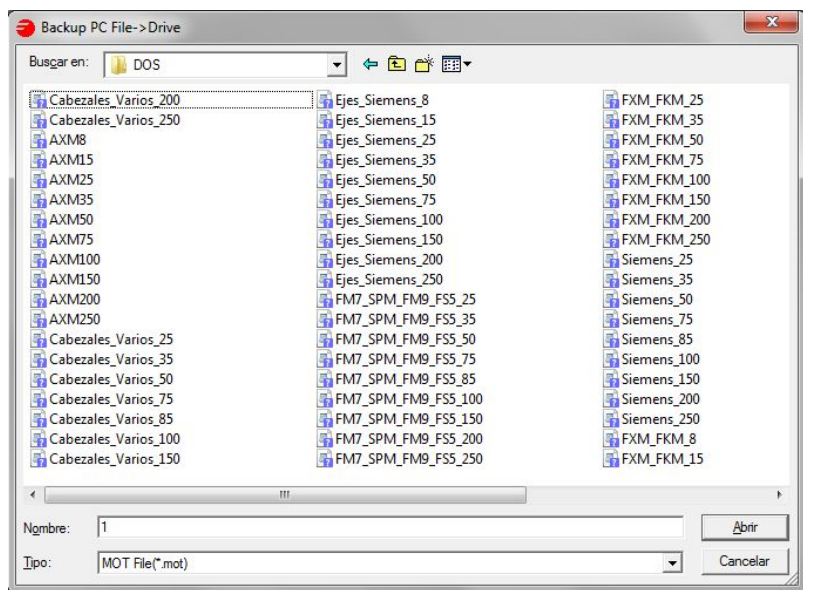 Backup PC File->Drive
Buscar en: DOS
Cabezales_Varios_200
Cabezales_Varios_250
AXM8
AXM15
AXM25
AXM35
AXM50
AXM75
AXM100
AXM150
AXM200
AXM250
Cabezales_Varios_25
Cabezales_Varios_35
Cabezales_Varios_50
Cabezales_Varios_75
Cabezales_Varios_85
Cabezales_Varios_100
Cabezales_Varios_150
Ejes_Siemens_8
Ejes_Siemens_15
Ejes_Siemens_25
Ejes_Siemens_35
Ejes_Siemens_50
Ejes_Siemens_75
Ejes_Siemens_100
Ejes_Siemens_150
Ejes_Siemens_200
Ejes_Siemens_250
FM7_SPM_FM9_FS5_25
FM7_SPM_FM9_FS5_35
FM7_SPM_FM9_FS5_50
FM7_SPM_FM9_FS5_75
FM7_SPM_FM9_FS5_85
FM7_SPM_FM9_FS5_100
FM7_SPM_FM9_FS5_150
FM7_SPM_FM9_FS5_200
FM7_SPM_FM9_FS5_250
FXM_FKM_25
FXM_FKM_35
FXM_FKM_50
FXM_FKM_75
FXM_FKM_100
FXM_FKM_150
FXM_FKM_200
FXM_FKM_250
Siemens_25
Siemens_35
Siemens_50
Siemens_75
Siemens_85
Siemens_100
Siemens_150
Siemens_200
Siemens_250
FXM_FKM_8
FXM_FKM_15
Nombre: 1 Abrir
Tipo: MOT File(*.mot) Cancelar